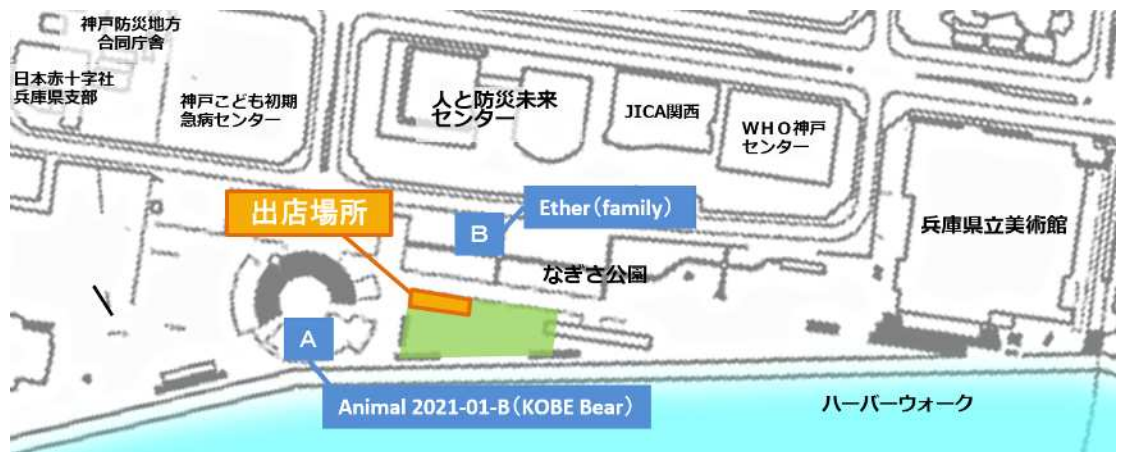 神戸防災地方
合同庁舎
日本赤十字社
兵庫県支部
神戸こども初期
急病センター
人と防災未来
センター
JICA関西
WHO神戸
センター
兵庫県立美術館
出店場所
B
Ether(family)
なぎさ公園
A
Animal 2021-01-B(KOBE Bear)
ハーバーウォーク